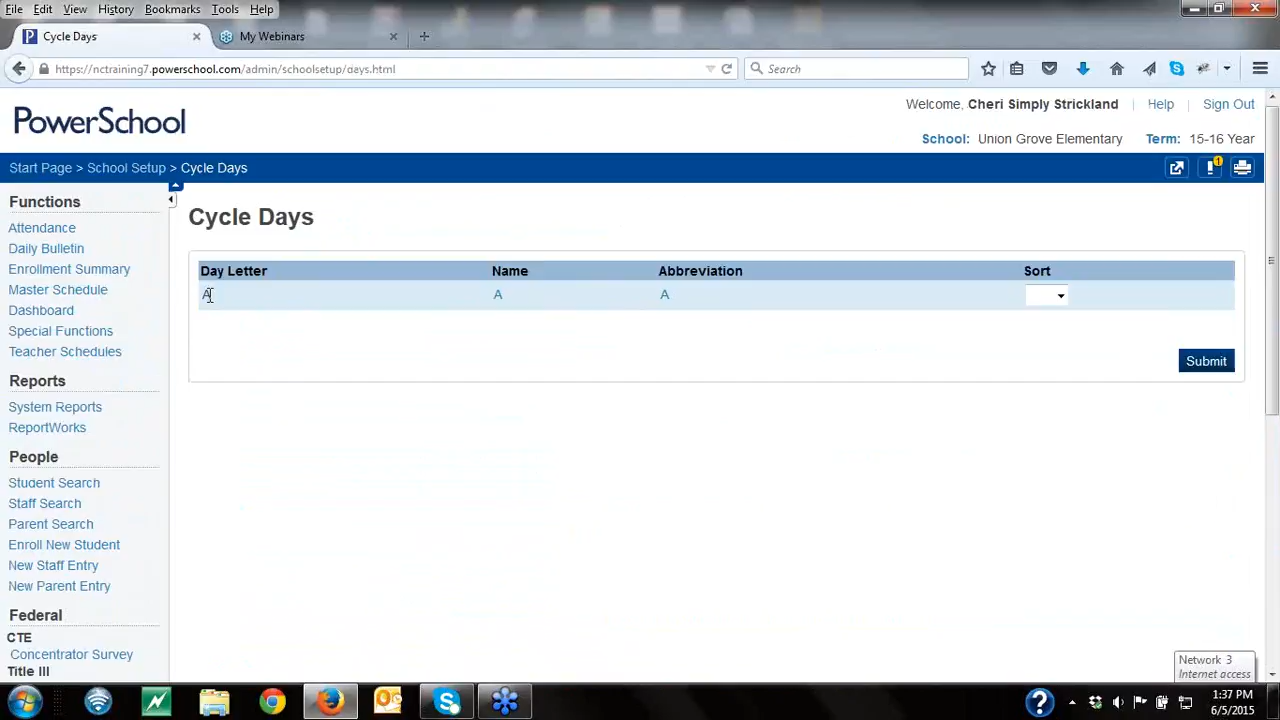 File Edit View History Bookmarks Tools Help
Cycle Days
My Webinars
https://nctraining7.powerschool.com/admin/schoolsetup/days.html
Search
PowerSchool
Welcome, Cheri Simply Strickland Help Sign Out
School: Union Grove Elementary Term: 15-16 Year
Start Page > School Setup > Cycle Days
1
Functions
Attendance
Daily Bulletin
Enrollment Summary
Master Schedule
Dashboard
Special Functions
Teacher Schedules
Reports
System Reports
ReportWorks
People
Student Search
Staff Search
Parent Search
Enroll New Student
New Staff Entry
New Parent Entry
Federal
CTE
Concentrator Survey
Title III
Cycle Days
Day Letter Name Abbreviation Sort
A A A
Submit
Network 3
Internet access
1:37 PM
6/5/2015